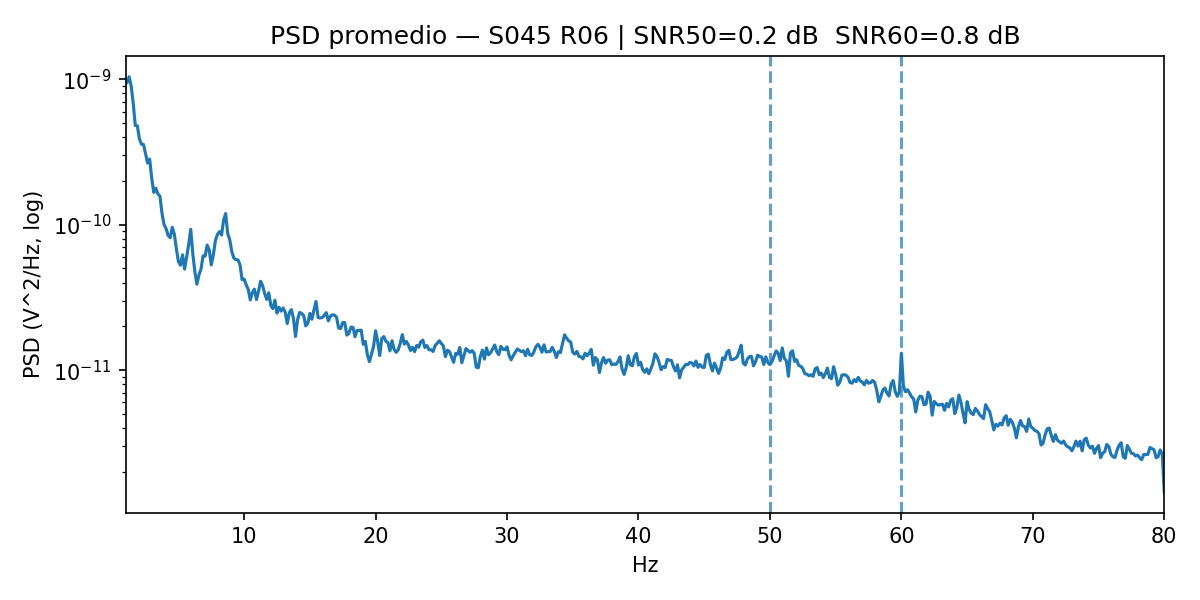 PSD promedio — S045 R06 | SNR50=0.2 dB  SNR60=0.8 dB
PSD (V^2/Hz, log)
10⁻⁹
10⁻¹⁰
10⁻¹¹
10 20 30 40 50 60 70 80
Hz